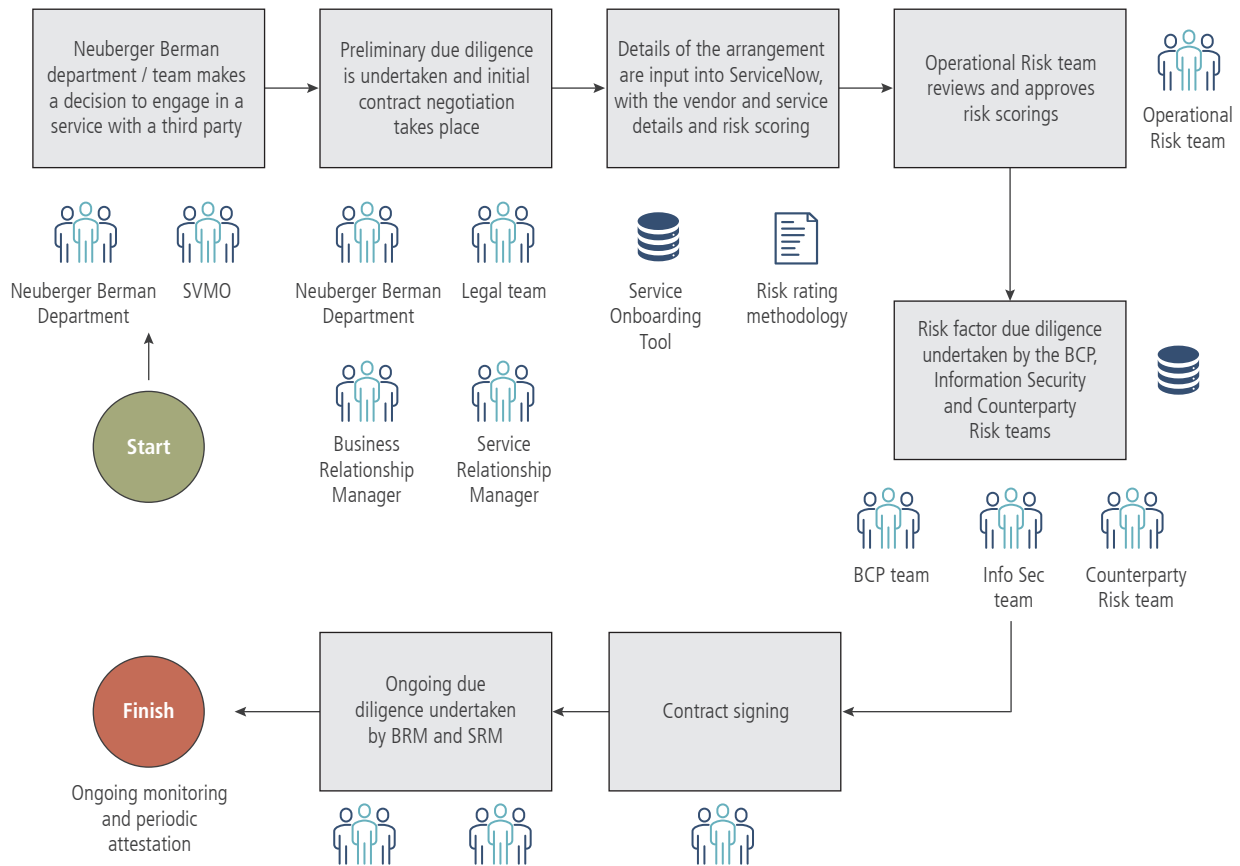 Neuberger Berman
department / team makes
a decision to engage in a
service with a third party
Preliminary due diligence
is undertaken and initial
contract negotiation
takes place
Details of the arrangement
are input into ServiceNow,
with the vendor and service
details and risk scoring
Operational Risk team
reviews and approves
risk scorings
Operational
Risk team
Neuberger Berman
Department
SVMO
Neuberger Berman
Department
Legal team
Service
Onboarding
Tool
Risk rating
methodology
Business
Relationship
Manager
Service
Relationship
Manager
Start
Risk factor due diligence
undertaken by the BCP,
Information Security
and Counterparty
Risk teams
BCP team
Info Sec
team
Counterparty
Risk team
Contract signing
Ongoing due
diligence undertaken
by BRM and SRM
Finish
Ongoing monitoring
and periodic
attestation